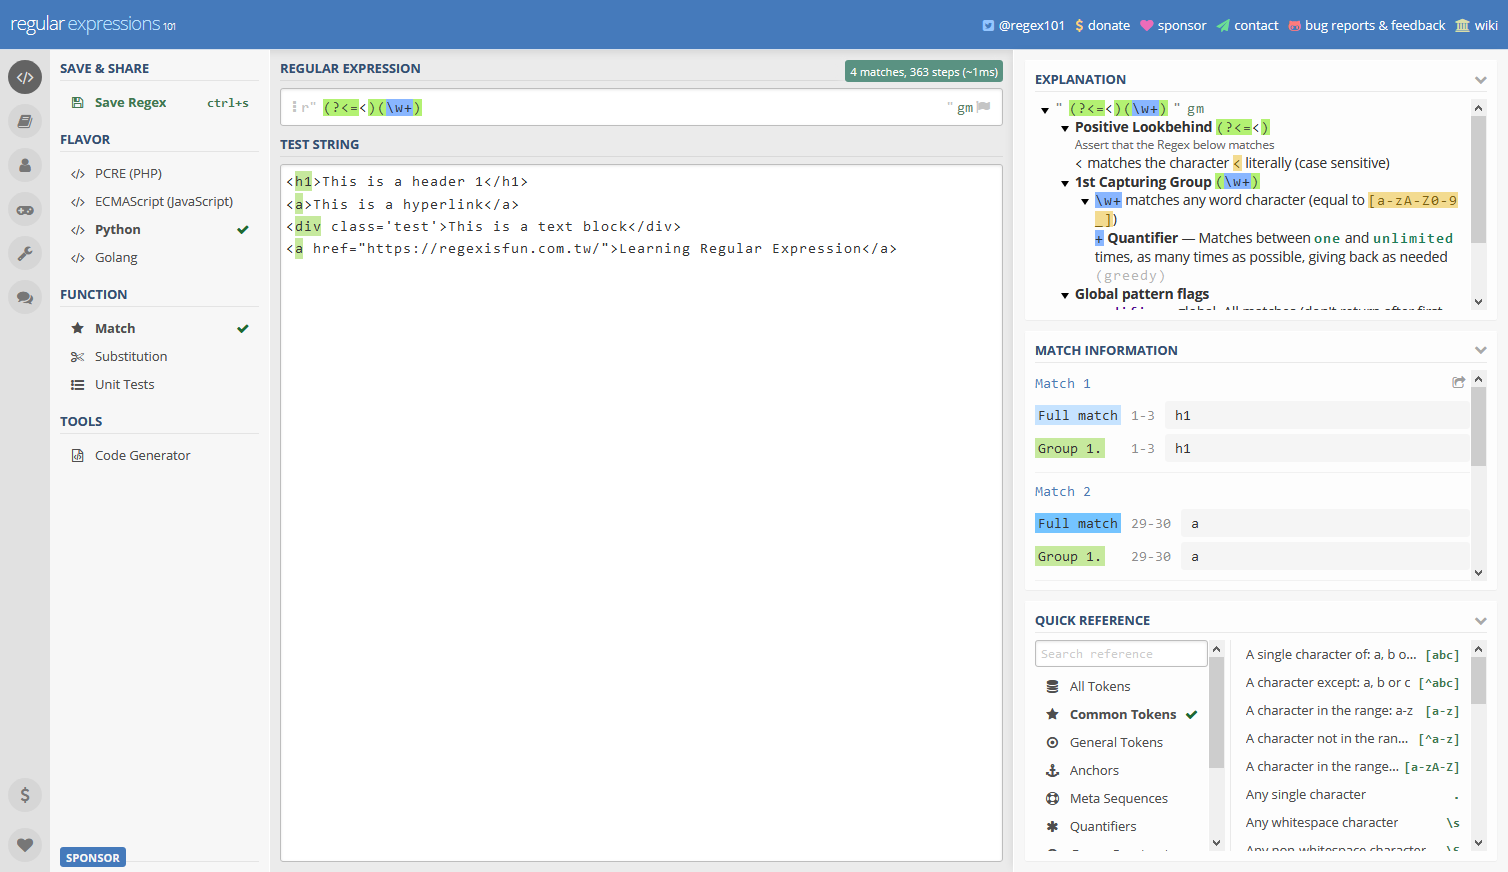 regular expressions 101
@regex101 donate sponsor contact bug reports & feedback wiki
SAVE & SHARE
Save Regex ctrl+s
FLAVOR
PCRE (PHP)
ECMAScript (JavaScript)
Python
Golang
FUNCTION
Match
Substitution
Unit Tests
TOOLS
Code Generator
SPONSOR
REGULAR EXPRESSION
4 matches, 363 steps (~1ms)
r" (?<=<)(\w+) " gm
TEST STRING
<h1>This is a header 1</h1>
<a>This is a hyperlink</a>
<div class='test'>This is a text block</div>
<a href="https://regexisfun.com.tw/">Learning Regular Expression</a>
EXPLANATION
" (?<=<)(\w+) " gm
Positive Lookbehind (?<=<)
Assert that the Regex below matches
< matches the character < literally (case sensitive)
1st Capturing Group (\w+)
\w+ matches any word character (equal to [a-zA-Z0-9
_])
+ Quantifier — Matches between one and unlimited
times, as many times as possible, giving back as needed
(greedy)
Global pattern flags
MATCH INFORMATION
Match 1
Full match 1-3 h1
Group 1. 1-3 h1
Match 2
Full match 29-30 a
Group 1. 29-30 a
QUICK REFERENCE
Search reference
All Tokens
Common Tokens
General Tokens
Anchors
Meta Sequences
Quantifiers
A single character of: a, b o... [abc]
A character except: a, b or c [^abc]
A character in the range: a-z [a-z]
A character not in the ran... [^a-z]
A character in the range... [a-zA-Z]
Any single character .
Any whitespace character \s
Any non-whitespace character \S